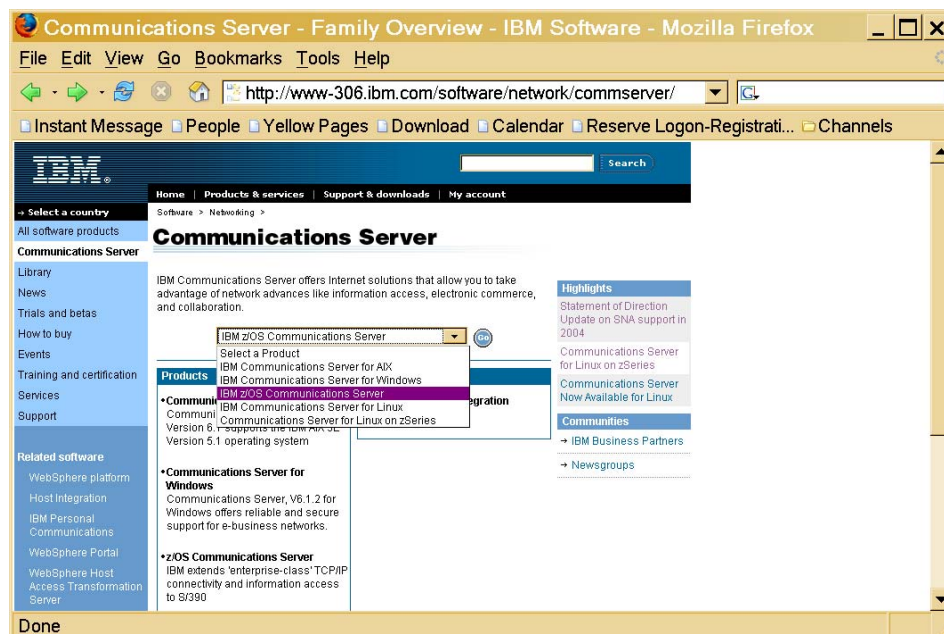 Communications Server - Family Overview - IBM Software - Mozilla Firefox
File Edit View Go Bookmarks Tools Help
http://www-306.ibm.com/software/network/commserver/
G.
Instant Message People Yellow Pages Download Calendar Reserve Logon-Registrati... Channels
IBM®
Search
Home | Products & services | Support & downloads | My account
→ Select a country
All software products
Communications Server
Library
News
Trials and betas
How to buy
Events
Training and certification
Services
Support
Related software
WebSphere platform
Host Integration
IBM Personal
Communications
WebSphere Portal
WebSphere Host
Access Transformation
Server
Software > Networking >
Communications Server
IBM Communications Server offers Internet solutions that allow you to take
advantage of network advances like information access, electronic commerce,
and collaboration.
IBM z/OS Communications Server
Go
Select a Product
IBM Communications Server for AIX
IBM Communications Server for Windows
IBM z/OS Communications Server
IBM Communications Server for Linux
Communications Server for Linux on zSeries
Products
•Communi
Communi
Version 6.1 supports the IBM AIX 5L
Version 5.1 operating system
•Communications Server for
Windows
Communications Server, V6.1.2 for
Windows offers reliable and secure
support for e-business networks.
•z/OS Communications Server
IBM extends 'enterprise-class' TCP/IP
connectivity and information access
to S/390
egration
Highlights
Statement of Direction
Update on SNA support in
2004
Communications Server
for Linux on zSeries
Communications Server
Now Available for Linux
Communities
→ IBM Business Partners
→ Newsgroups
Done